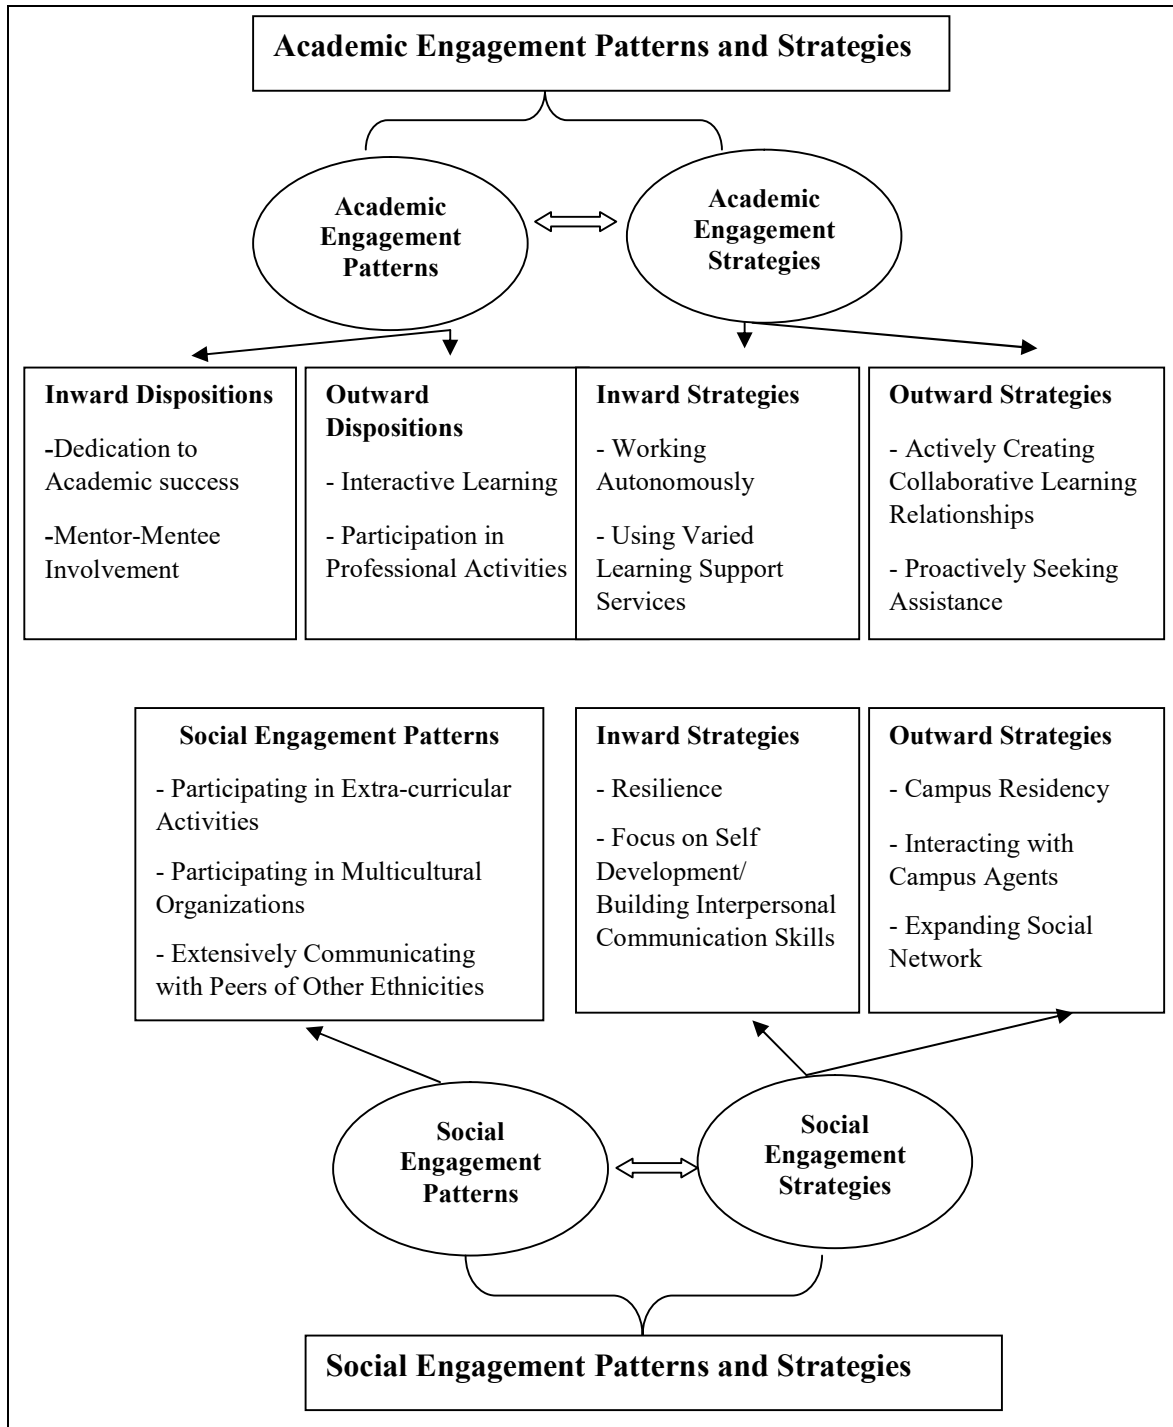 Academic Engagement Patterns and Strategies
Academic
Engagement
Patterns
Academic
Engagement
Strategies
Inward Dispositions
-Dedication to
Academic success
-Mentor-Mentee
Involvement
Outward
Dispositions
- Interactive Learning
- Participation in
Professional Activities
Inward Strategies
- Working
Autonomously
- Using Varied
Learning Support
Services
Outward Strategies
- Actively Creating
Collaborative Learning
Relationships
- Proactively Seeking
Assistance
Social Engagement Patterns
- Participating in Extra-curricular
Activities
- Participating in Multicultural
Organizations
- Extensively Communicating
with Peers of Other Ethnicities
Inward Strategies
- Resilience
- Focus on Self
Development/
Building Interpersonal
Communication Skills
Outward Strategies
- Campus Residency
- Interacting with
Campus Agents
- Expanding Social
Network
Social
Engagement
Patterns
Social
Engagement
Strategies
Social Engagement Patterns and Strategies